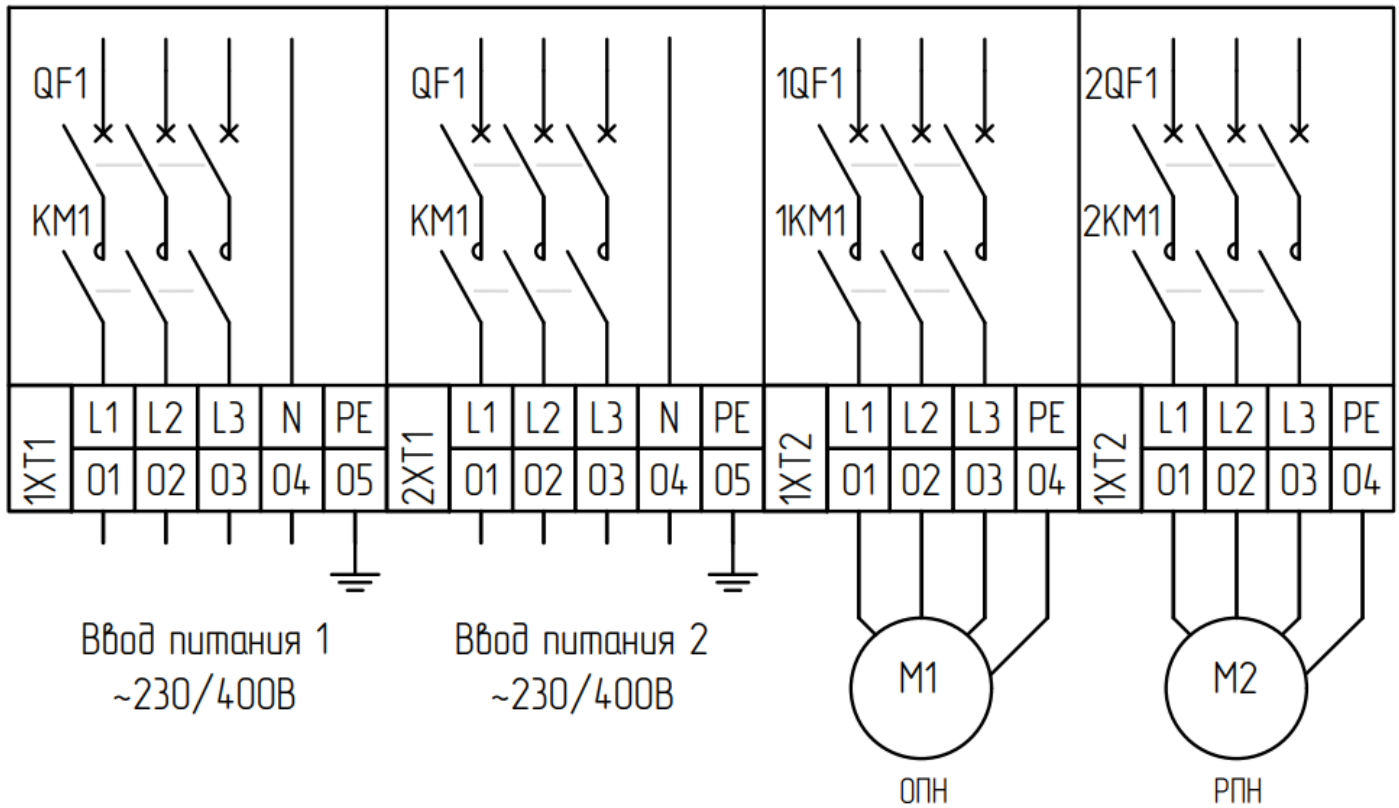 QF1 QF1 1QF1 2QF1
KM1 KM1 1KM1 2KM1
1XT1 L1 L2 L3 N PE 2XT1 L1 L2 L3 N PE 1XT2 L1 L2 L3 PE 1XT2 L1 L2 L3 PE
01 02 03 04 05 01 02 03 04 05 01 02 03 04 01 02 03 04
Ввод питания 1
~230/400В
Ввод питания 2
~230/400В
М1
ОПН
М2
РПН